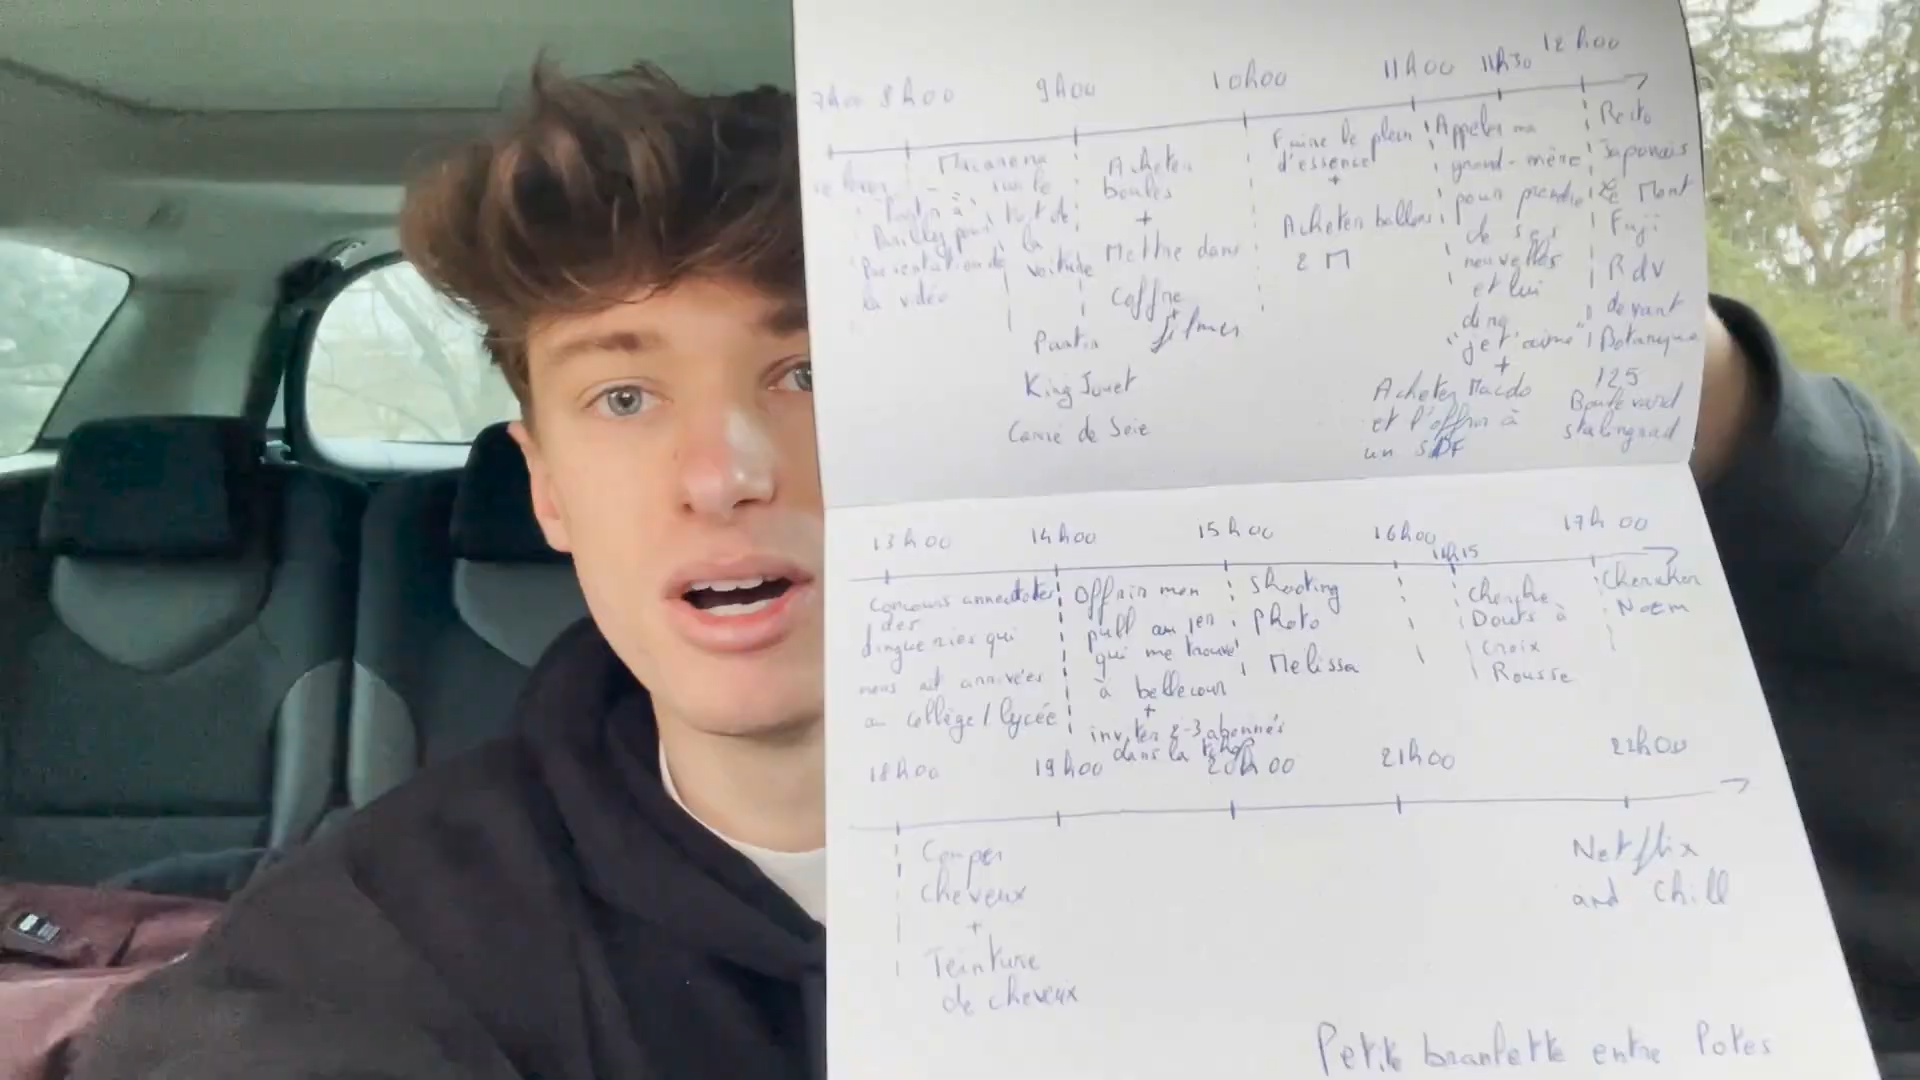 7h00 8h00 9h00 10h00 11h00 11h30 12h00
se lever
Partir à
Parilly pour
Présentation de
la vidéo
Macarena
sur le
toit de
la
voiture
Partir
King Jouet
Carré de Soie
Acheter
boules
+
Mettre dans
Coffre
+
filmer
Faire le plein
d'essence
+
Acheter ballons
2 M
Appeler ma
grand-mère
pour prendre
de ses
nouvelles
et lui
dire
"je t'aime"
+
Acheter Macdo
et l'offrir à
un SDF
Resto
Japonais
Le Mont
Fuji
Rdv
devant
Botanique
125
Boulevard
Stalingrad
13h00 14h00 15h00 16h00 16h15 17h00
Concours annecdotes
des
dingueries qui
nous ait arrivées
au collège / lycée
Offrir mon
pull au 1er
qui me trouve
à bellecour
+
inviter 2-3 abonnés
dans la
Shooting
Photo
Melissa
cherche
Douts à
Croix
Rousse
Chercher
Noem
18h00 19h00 20h00 21h00 22h00
Couper
cheveux
+
Teinture
de cheveux
Netflix
and chill
Petite branlette entre Potes